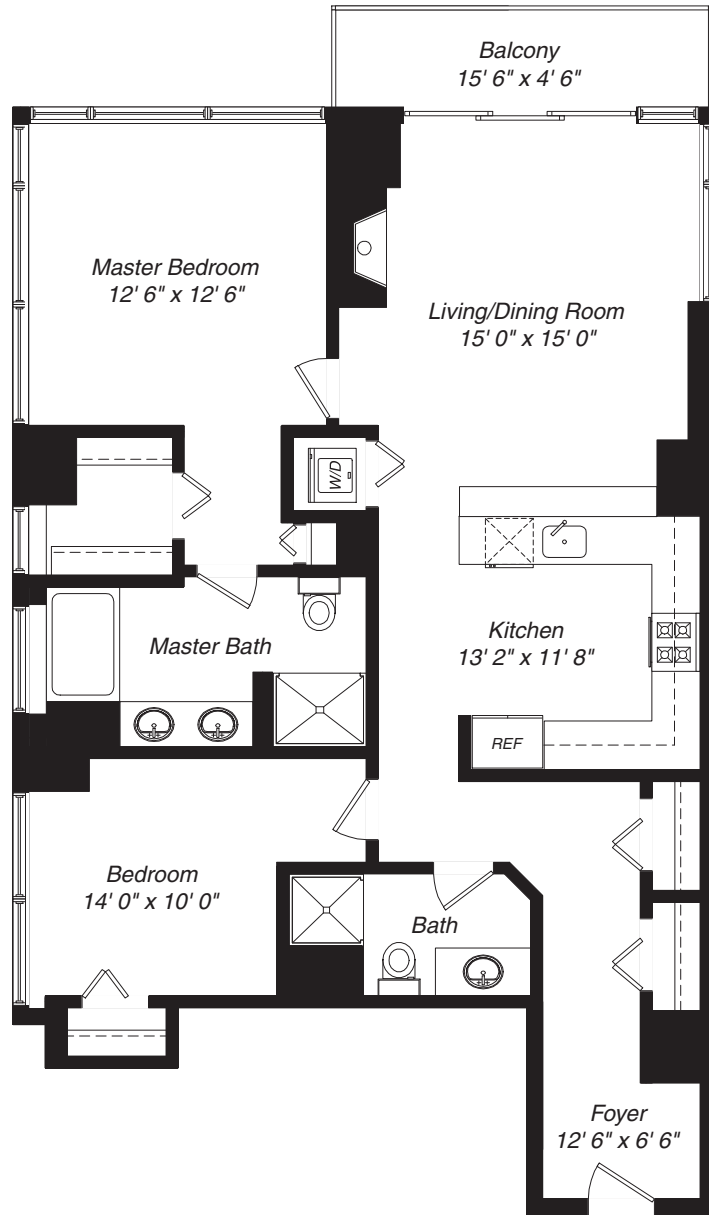 Balcony
15' 6" x 4' 6"
Master Bedroom
12' 6" x 12' 6"
Living/Dining Room
15' 0" x 15' 0"
W/D
Kitchen
13' 2" x 11' 8"
Master Bath
REF
Bedroom
14' 0" x 10' 0"
Bath
Foyer
12' 6" x 6' 6"